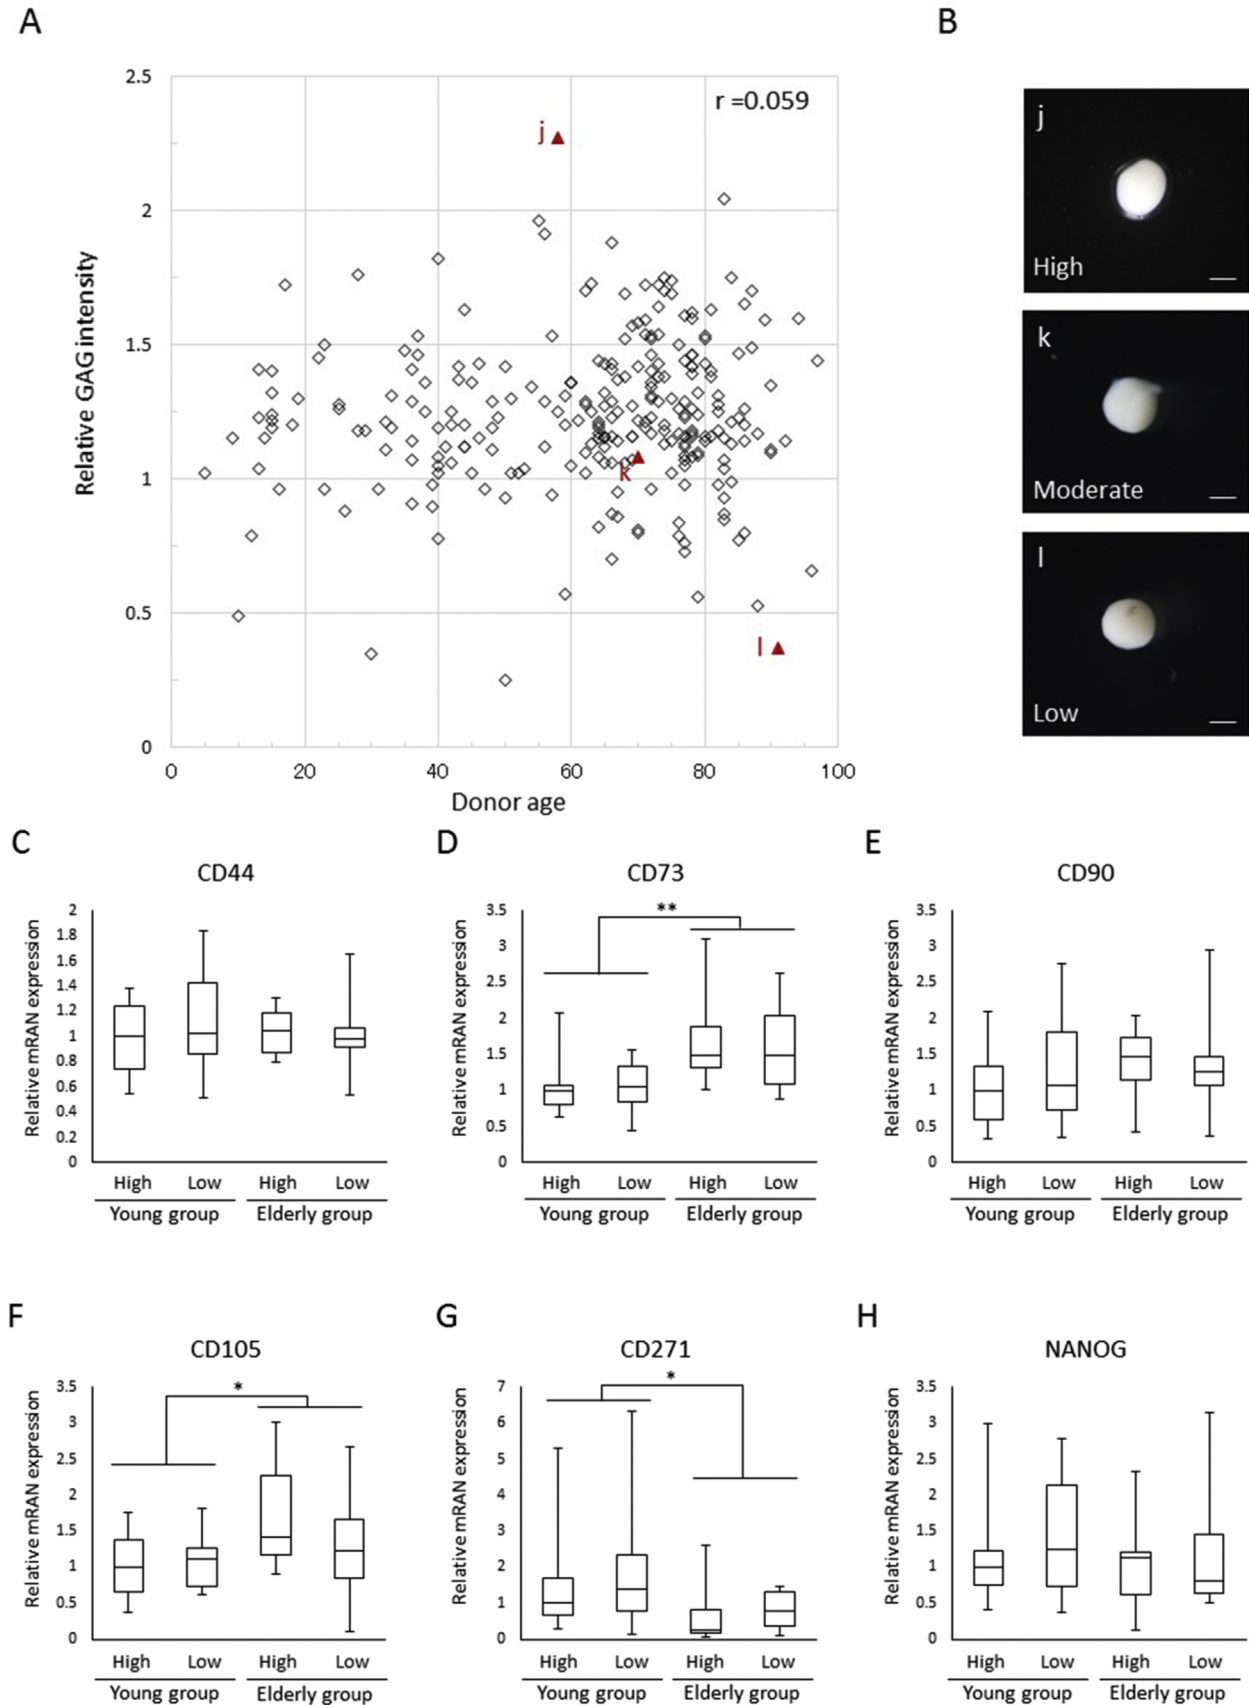 A
B
2.5
2
1.5
1
0.5
0
r =0.059
j
k
l
Relative GAG intensity
0 20 40 60 80 100
Donor age
j
High
k
Moderate
l
Low
C
D
E
CD44
CD73
CD90
Relative mRAN expression
2
1.8
1.6
1.4
1.2
1
0.8
0.6
0.4
0.2
0
High Low High Low
Young group Elderly group
Relative mRAN expression
3.5
3
2.5
2
1.5
1
0.5
0
**
High Low High Low
Young group Elderly group
Relative mRAN expression
3.5
3
2.5
2
1.5
1
0.5
0
High Low High Low
Young group Elderly group
F
G
H
CD105
CD271
NANOG
Relative mRAN expression
3.5
3
2.5
2
1.5
1
0.5
0
*
High Low High Low
Young group Elderly group
Relative mRAN expression
7
6
5
4
3
2
1
0
*
High Low High Low
Young group Elderly group
Relative mRAN expression
3.5
3
2.5
2
1.5
1
0.5
0
High Low High Low
Young group Elderly group